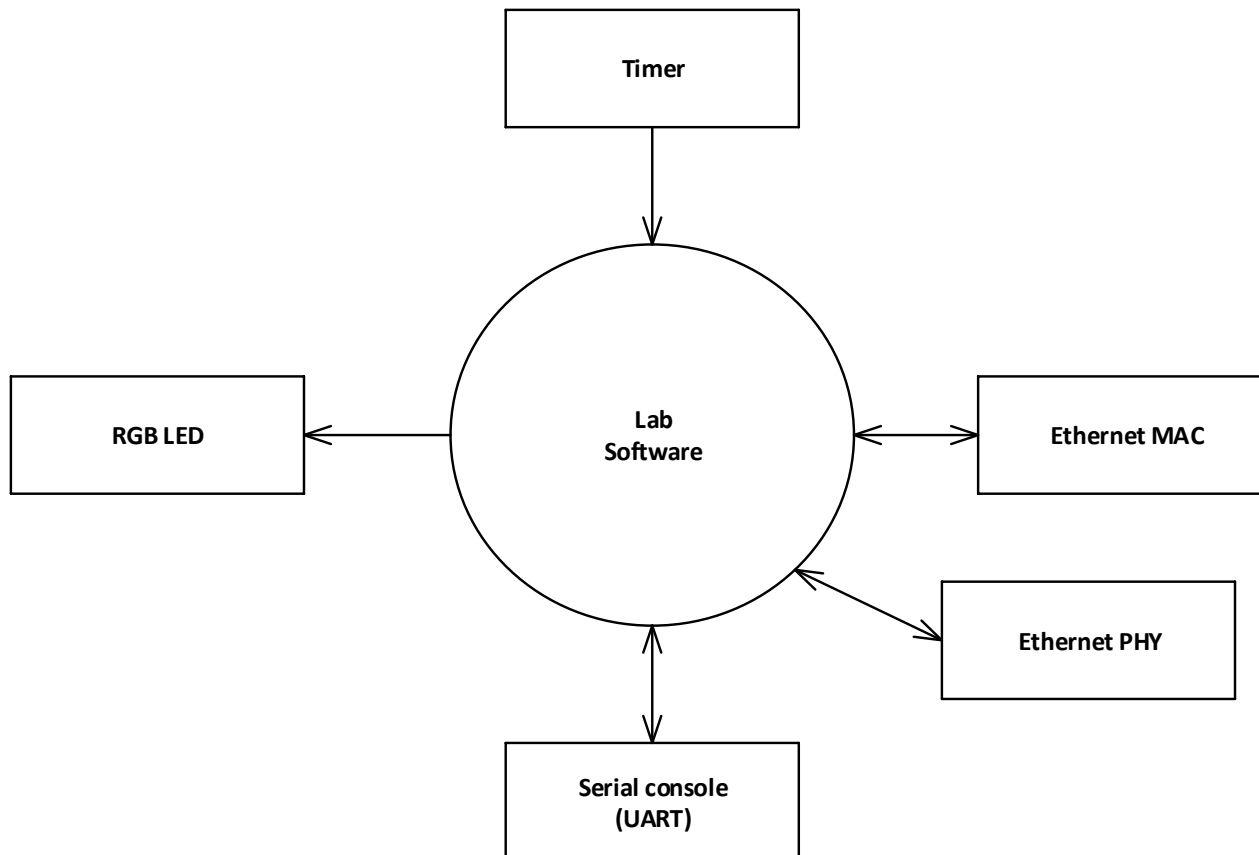 Timer
RGB LED
Lab
Software
Ethernet MAC
Ethernet PHY
Serial console
(UART)